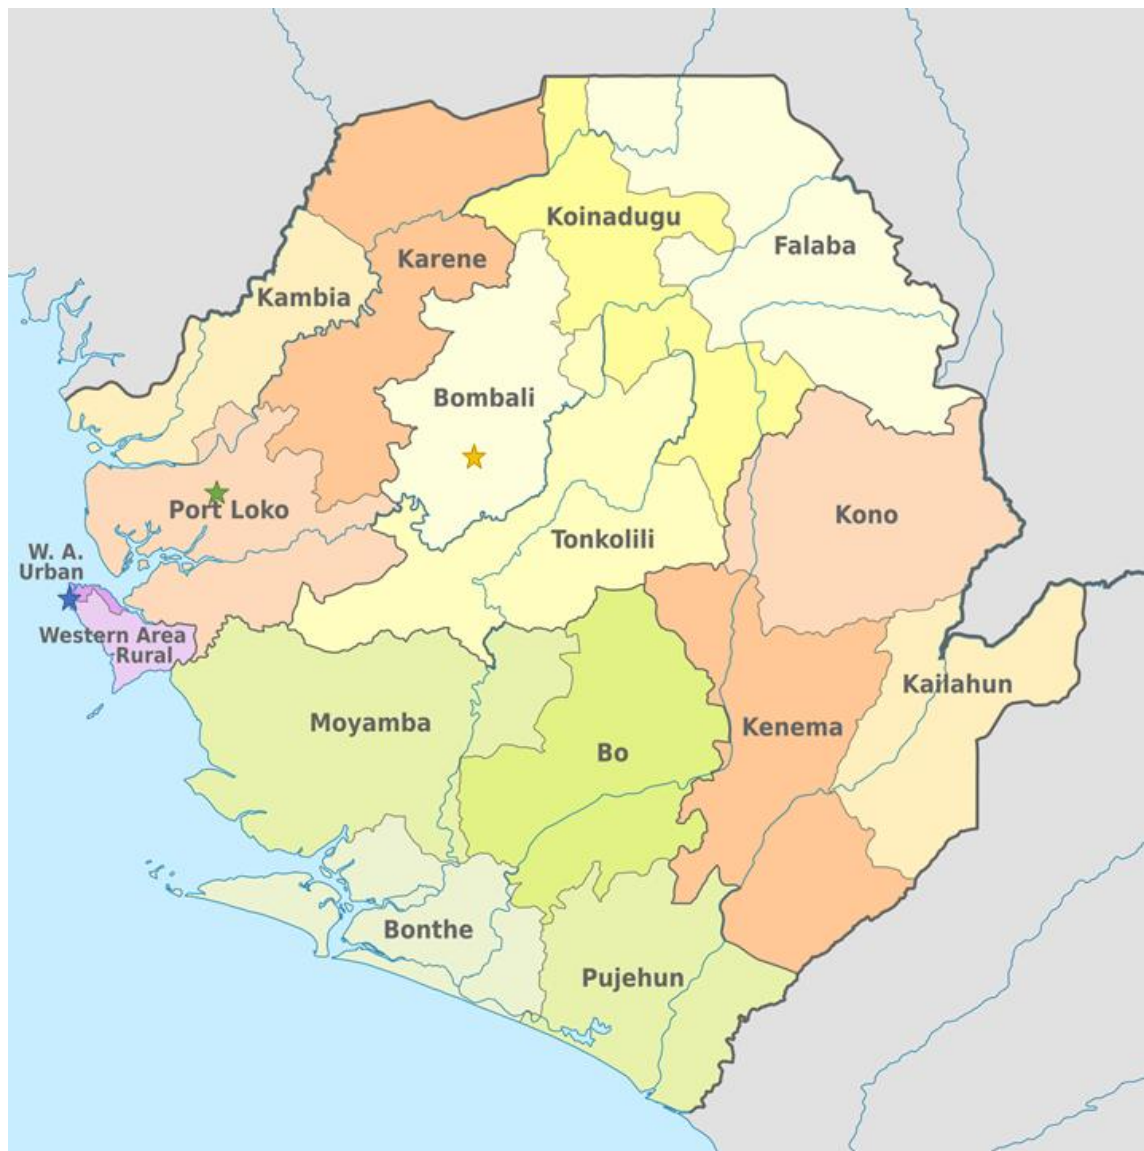 Koinadugu
Falaba
Karene
Kambia
Bombali
Port Loko
Kono
Tonkolili
W. A.
Urban
Western Area
Rural
Kailahun
Moyamba
Kenema
Bo
Bonthe
Pujehun